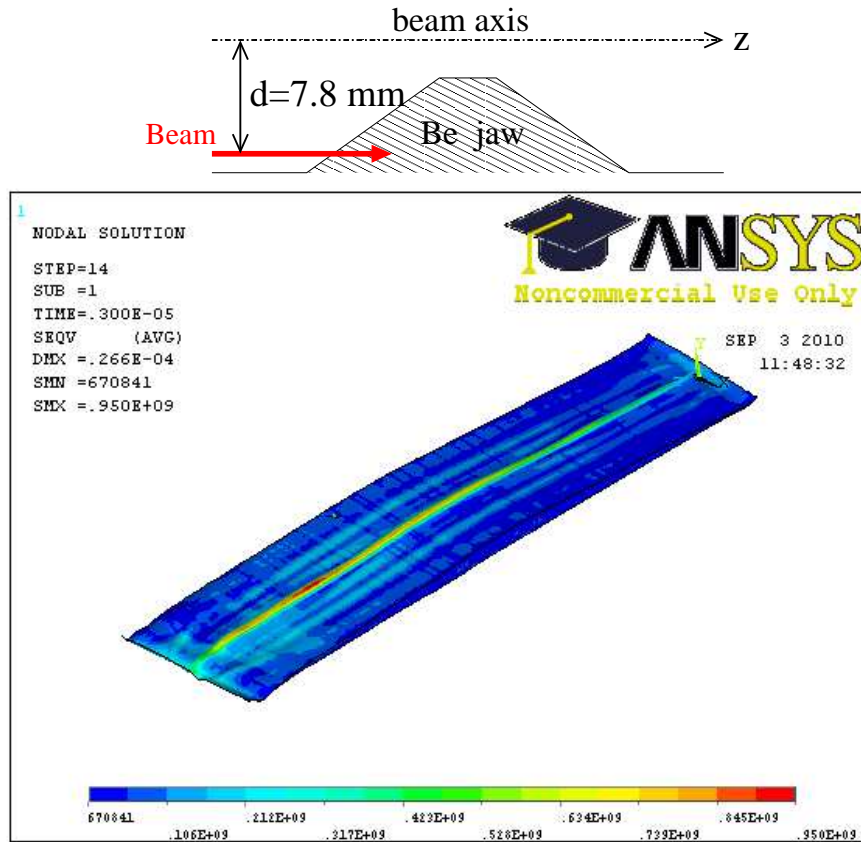 beam axis
z
d=7.8 mm
Beam
Be jaw
1
NODAL SOLUTION
STEP=14
SUB =1
TIME=.300E-05
SEQV (AVG)
DMX =.266E-04
SMN =670841
SMX =.950E+09
ANSYS
Noncommercial Use Only
Y
SEP 3 2010
11:48:32
670841 .212E+09 .423E+09 .634E+09 .845E+09
.106E+09 .317E+09 .528E+09 .739E+09 .950E+09